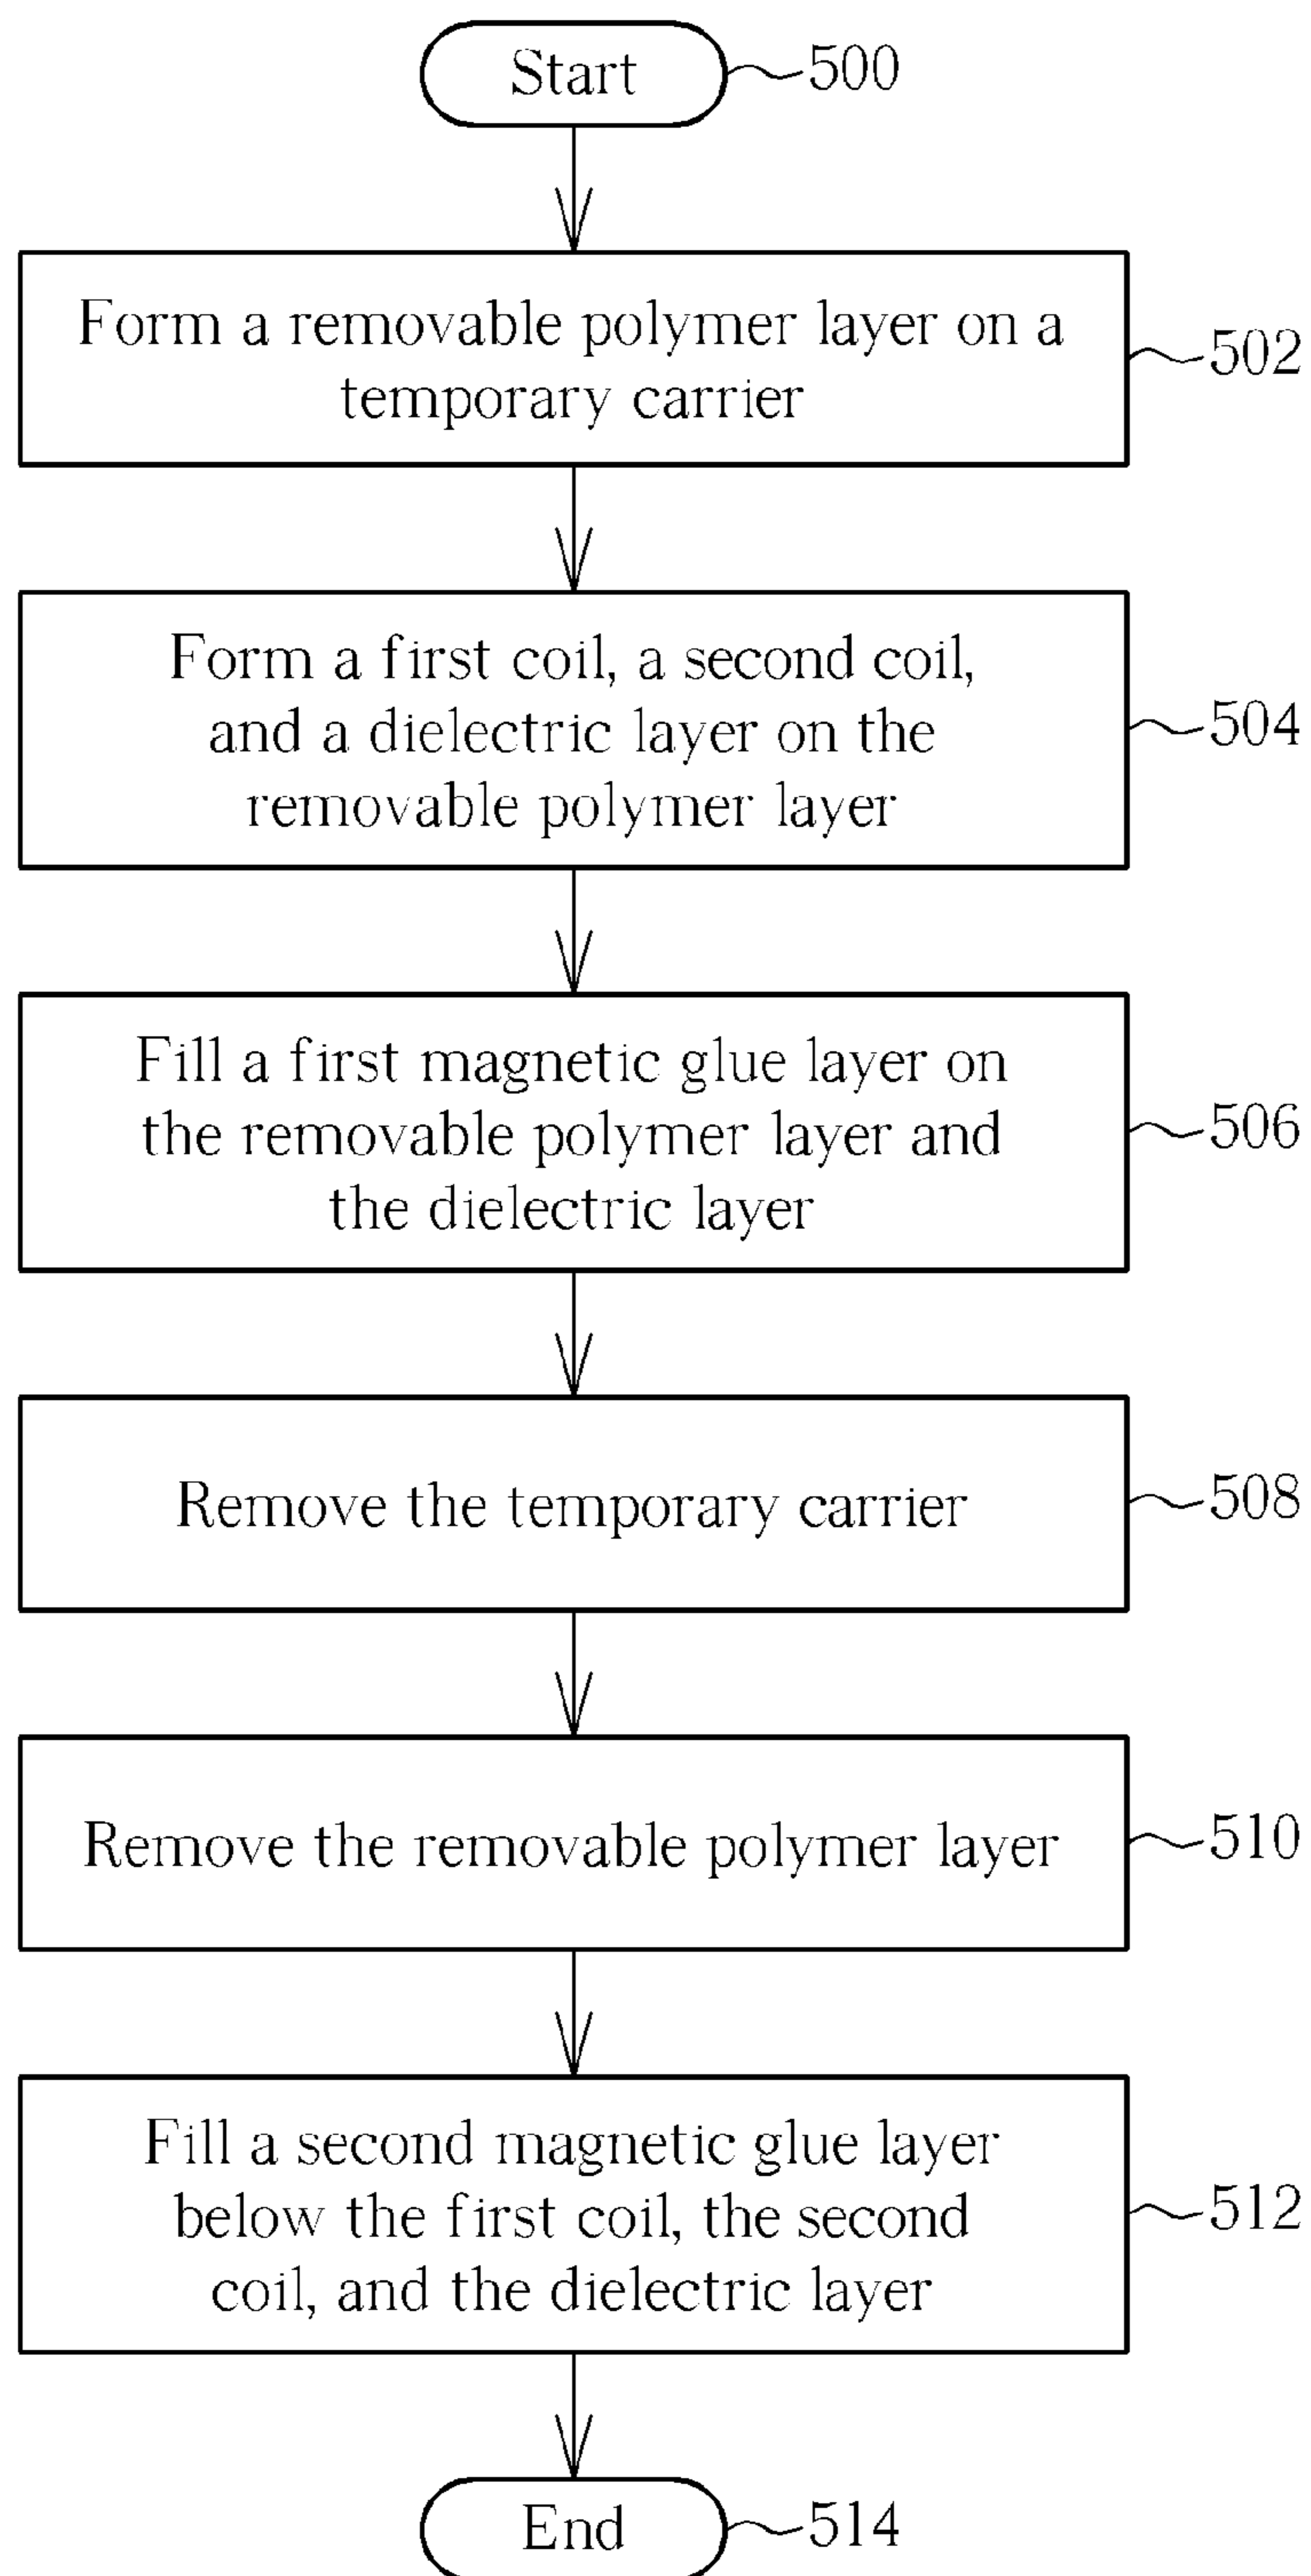 Start
500
Form a removable polymer layer on a
temporary carrier
502
Form a first coil, a second coil,
and a dielectric layer on the
removable polymer layer
504
Fill a first magnetic glue layer on
the removable polymer layer and
the dielectric layer
506
Remove the temporary carrier
508
Remove the removable polymer layer
510
Fill a second magnetic glue layer
below the first coil, the second
coil, and the dielectric layer
512
End
514